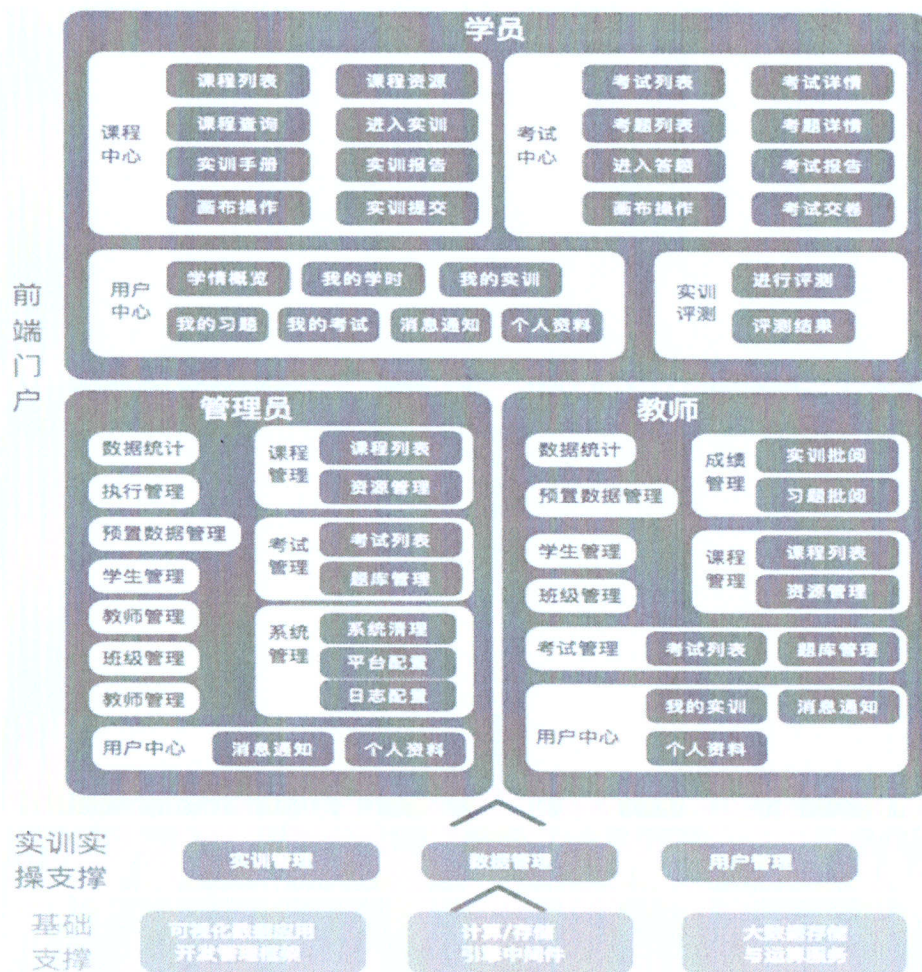 学员
课程中心
课程列表
课程资源
课程查询
进入实训
实训手册
实训报告
画布操作
实训提交
考试中心
考试列表
考试详情
考题列表
考题详情
进入答题
考试报告
画布操作
考试交卷
前端门户
用户中心
学情概览
我的学时
我的实训
我的习题
我的考试
消息通知
个人资料
实训评测
进行评测
评测结果
管理员
数据统计
执行管理
预置数据管理
学生管理
教师管理
班级管理
教师管理
课程管理
课程列表
资源管理
考试管理
考试列表
题库管理
系统管理
系统清理
平台配置
日志配置
用户中心
消息通知
个人资料
教师
数据统计
预置数据管理
学生管理
班级管理
成绩管理
实训批阅
习题批阅
课程管理
课程列表
资源管理
考试管理
考试列表
题库管理
用户中心
我的实训
消息通知
个人资料
实训实操支撑
实训管理
数据管理
用户管理
基础支撑
可视化数据应用
开发管理框架
计算/存储
引擎中间件
大数据存储
与运算服务